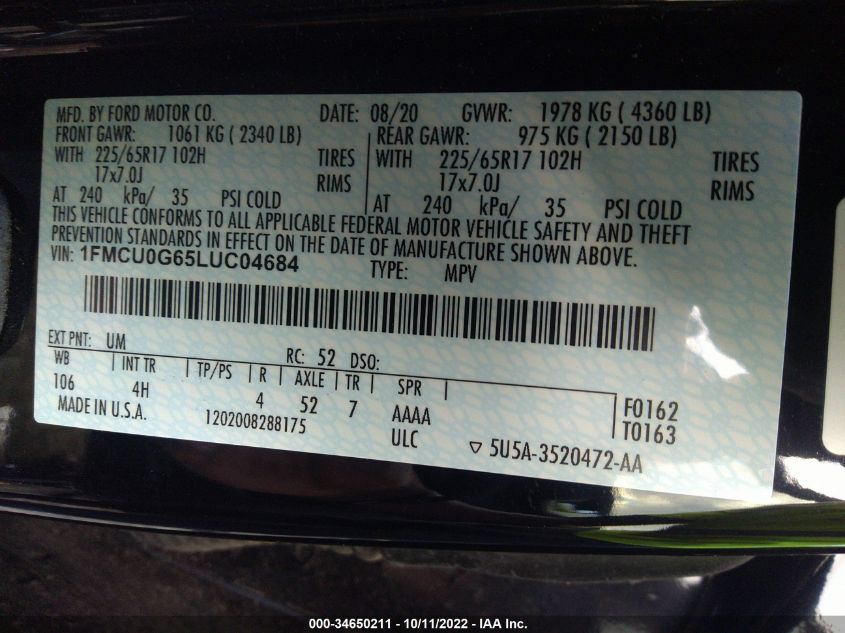 MFD. BY FORD MOTOR CO. DATE: 08/20 GVWR: 1978 KG ( 4360 LB)
FRONT GAWR: 1061 KG ( 2340 LB) REAR GAWR: 975 KG ( 2150 LB)
WITH 225/65R17 102H TIRES WITH 225/65R17 102H TIRES
17x7.0J RIMS 17x7.0J RIMS
AT 240 kPa/ 35 PSI COLD AT 240 kPa/ 35 PSI COLD
THIS VEHICLE CONFORMS TO ALL APPLICABLE FEDERAL MOTOR VEHICLE SAFETY AND THEFT
PREVENTION STANDARDS IN EFFECT ON THE DATE OF MANUFACTURE SHOWN ABOVE.
VIN: 1FMCU0G65LUC04684 TYPE: MPV
EXT PNT: UM RC: 52 DSO:
WB INT TR TP/PS R AXLE TR SPR
106 4H 4 52 7 AAAA F0162
MADE IN U.S.A. 1202008288175 ULC T0163
5U5A-3520472-AA
000-34650211 - 10/11/2022 - IAA Inc.